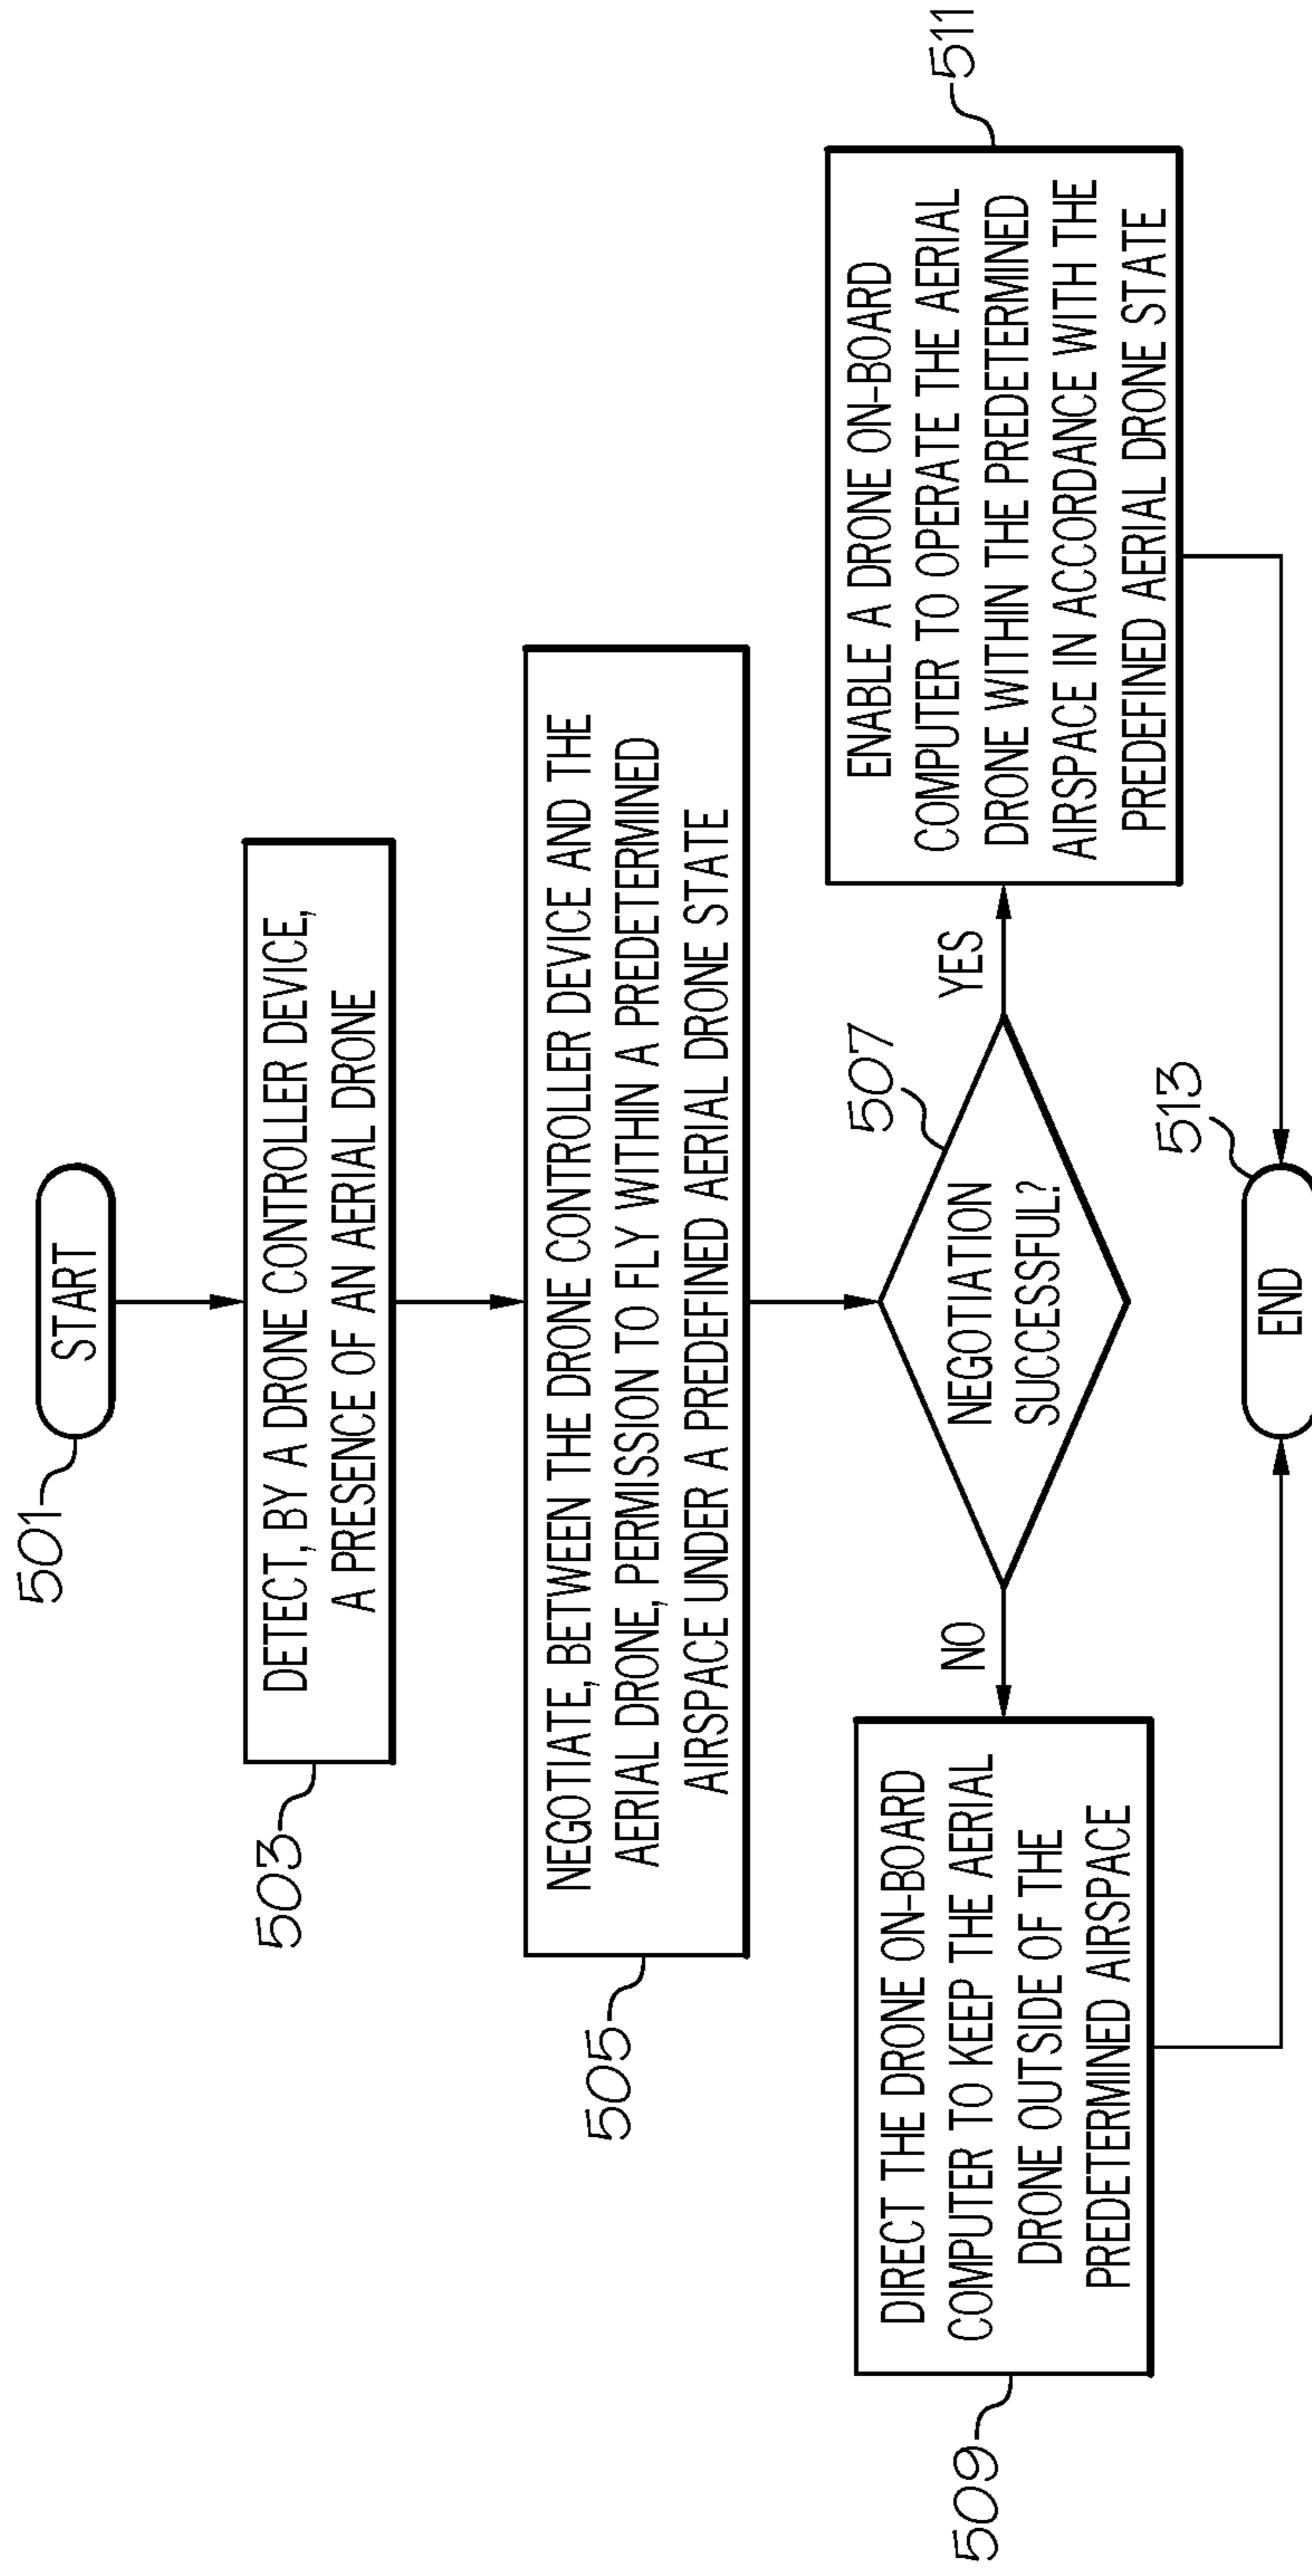 501
START
503
DETECT, BY A DRONE CONTROLLER DEVICE,
A PRESENCE OF AN AERIAL DRONE
505
NEGOTIATE, BETWEEN THE DRONE CONTROLLER DEVICE AND THE
AERIAL DRONE, PERMISSION TO FLY WITHIN A PREDETERMINED
AIRSPACE UNDER A PREDEFINED AERIAL DRONE STATE
507
NEGOTIATION
SUCCESSFUL?
NO
YES
509
DIRECT THE DRONE ON-BOARD
COMPUTER TO KEEP THE AERIAL
DRONE OUTSIDE OF THE
PREDETERMINED AIRSPACE
511
ENABLE A DRONE ON-BOARD
COMPUTER TO OPERATE THE AERIAL
DRONE WITHIN THE PREDETERMINED
AIRSPACE IN ACCORDANCE WITH THE
PREDEFINED AERIAL DRONE STATE
513
END